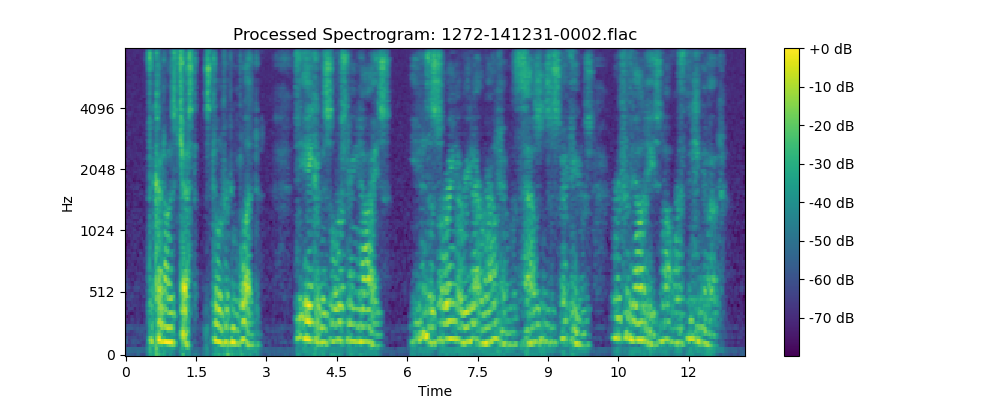 Processed Spectrogram: 1272-141231-0002.flac
Hz
4096
2048
1024
512
0
0 1.5 3 4.5 6 7.5 9 10 12
Time
+0 dB
-10 dB
-20 dB
-30 dB
-40 dB
-50 dB
-60 dB
-70 dB